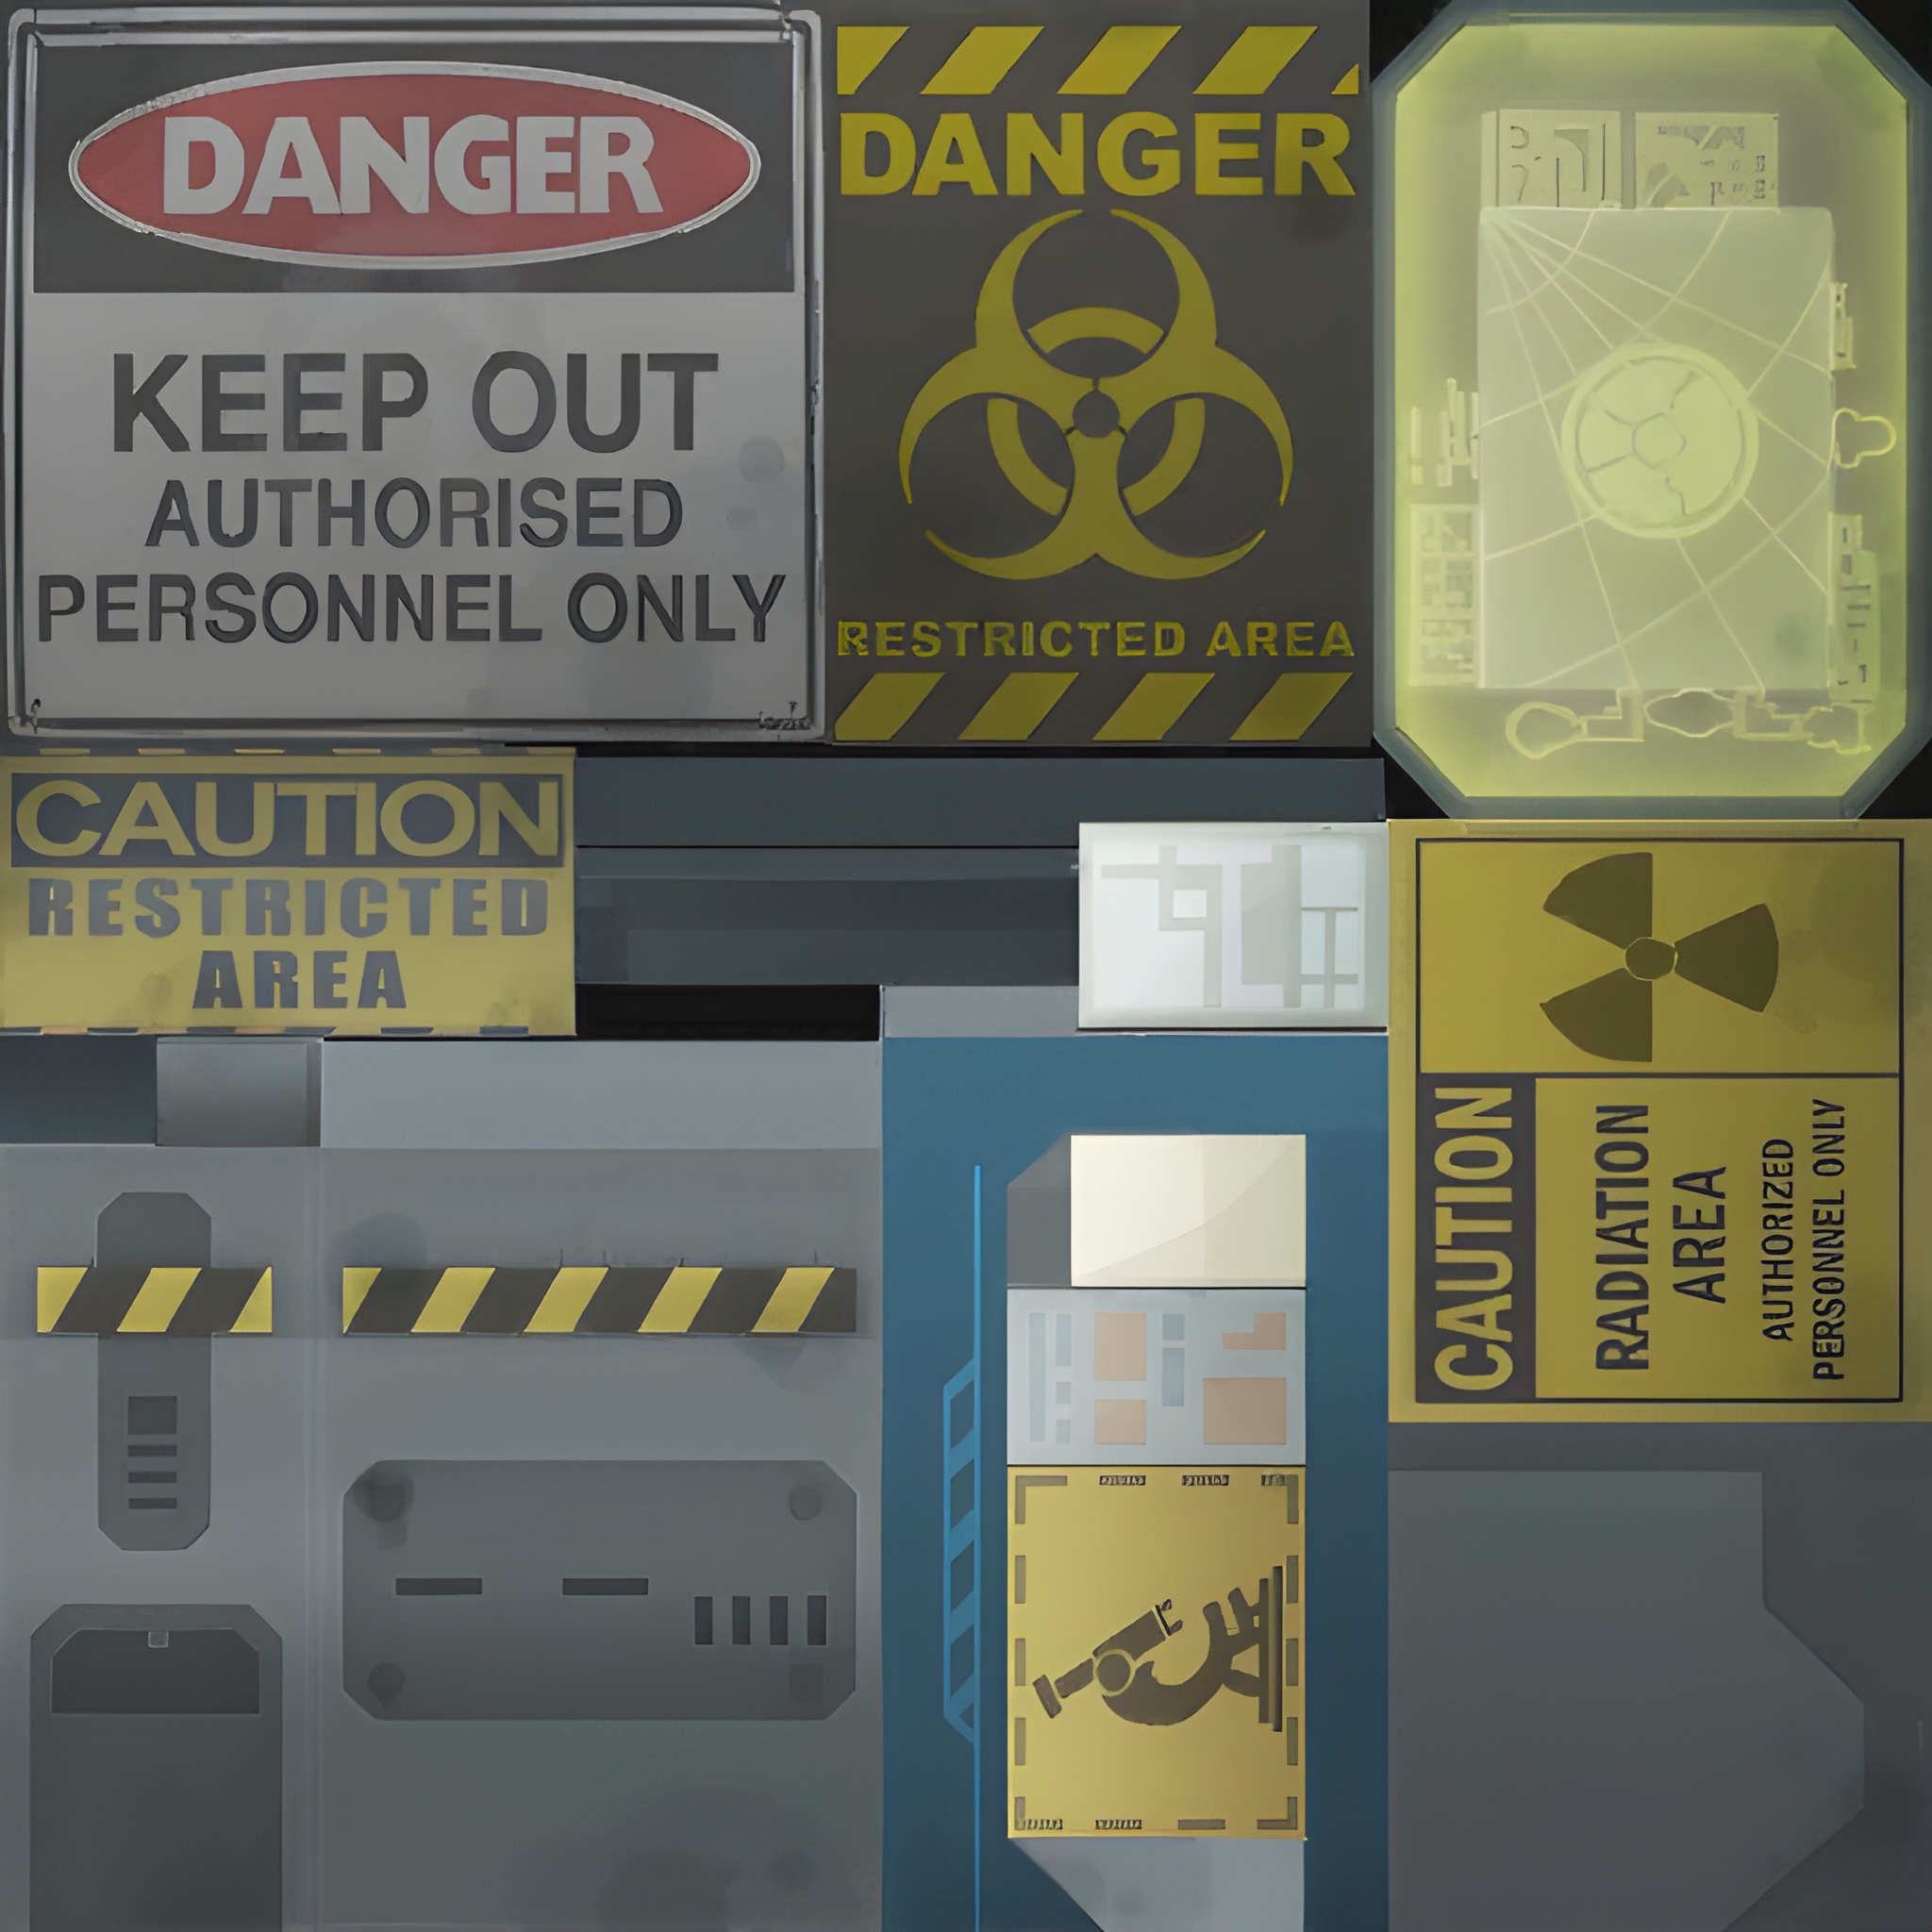 DANGER
KEEP OUT
AUTHORISED
PERSONNEL ONLY
DANGER
RESTRICTED AREA
CAUTION
RESTRICTED
AREA
CAUTION
RADIATION
AREA
AUTHORIZED
PERSONNEL ONLY